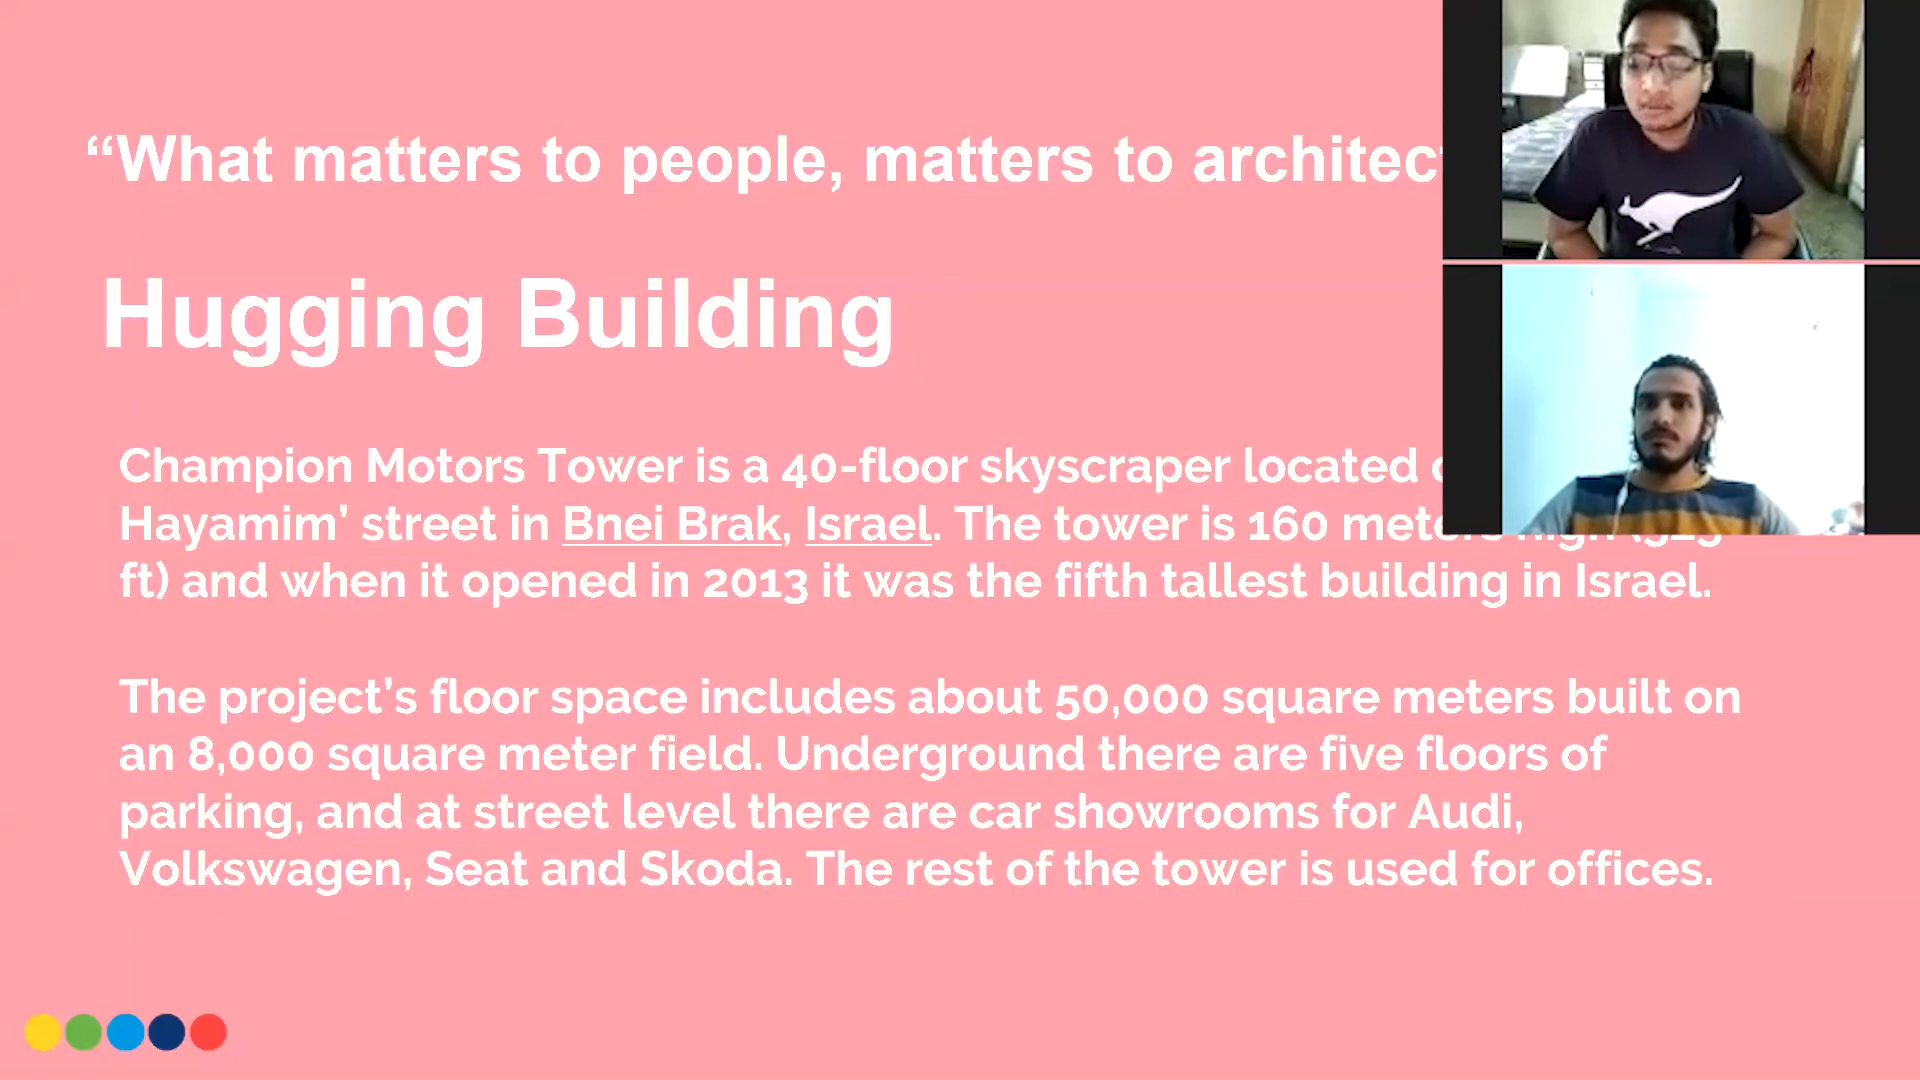 “What matters to people, matters to
Hugging Building
Champion Motors Tower is a 40-floor skyscraper located
Hayamim’ street in Bnei Brak, Israel. The tower is 160
ft) and when it opened in 2013 it was the fifth tallest building in Israel.
The project’s floor space includes about 50,000 square meters built on
an 8,000 square meter field. Underground there are five floors of
parking, and at street level there are car showrooms for Audi,
Volkswagen, Seat and Skoda. The rest of the tower is used for offices.